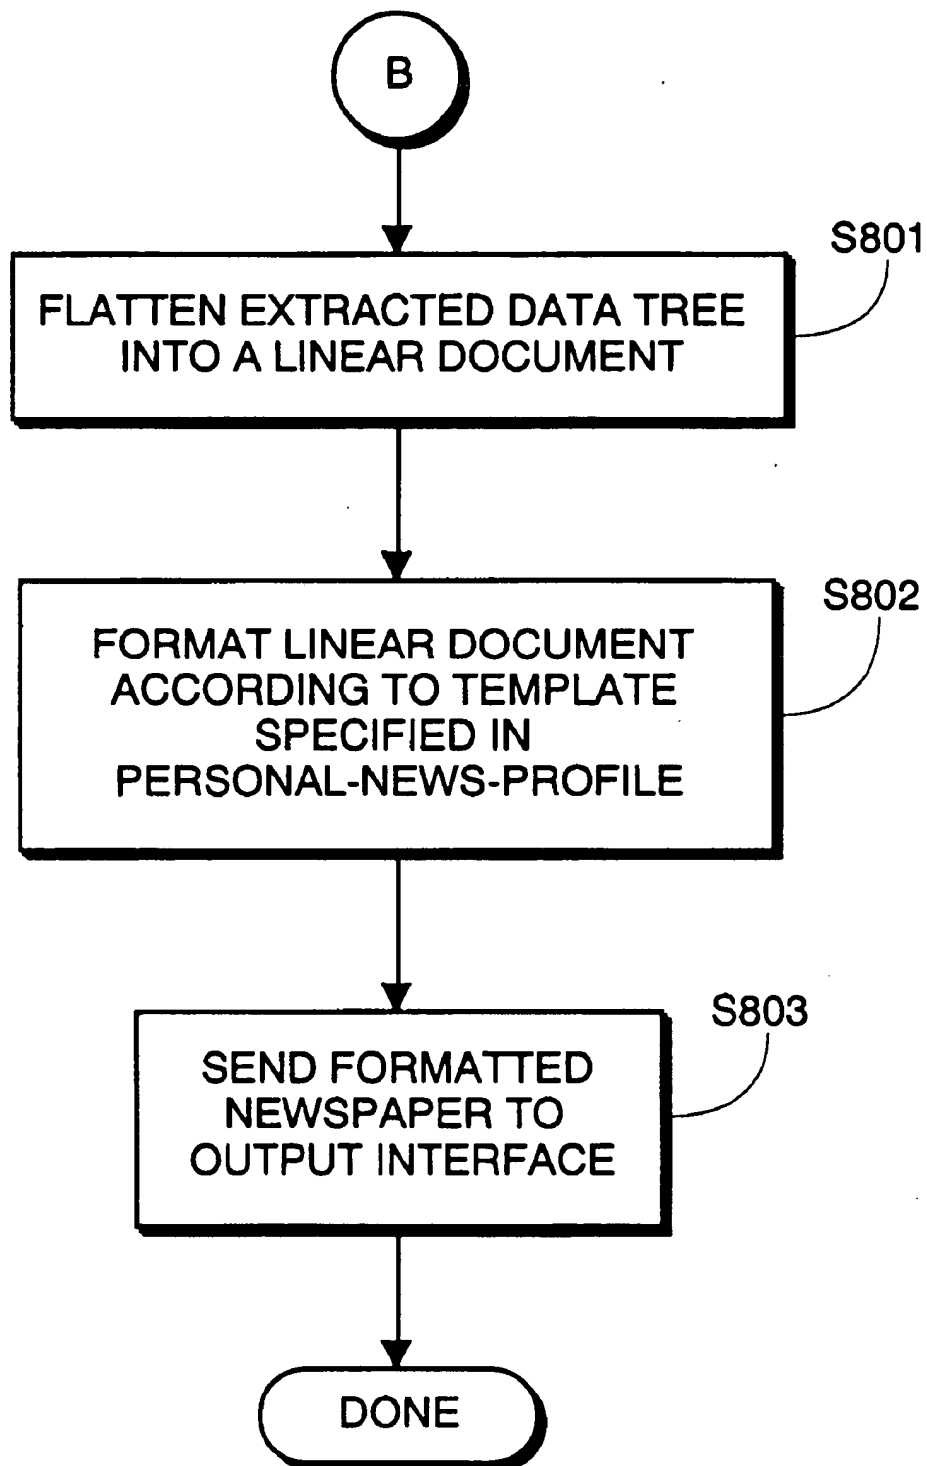 B
S801
FLATTEN EXTRACTED DATA TREE
INTO A LINEAR DOCUMENT
S802
FORMAT LINEAR DOCUMENT
ACCORDING TO TEMPLATE
SPECIFIED IN
PERSONAL-NEWS-PROFILE
S803
SEND FORMATTED
NEWSPAPER TO
OUTPUT INTERFACE
DONE